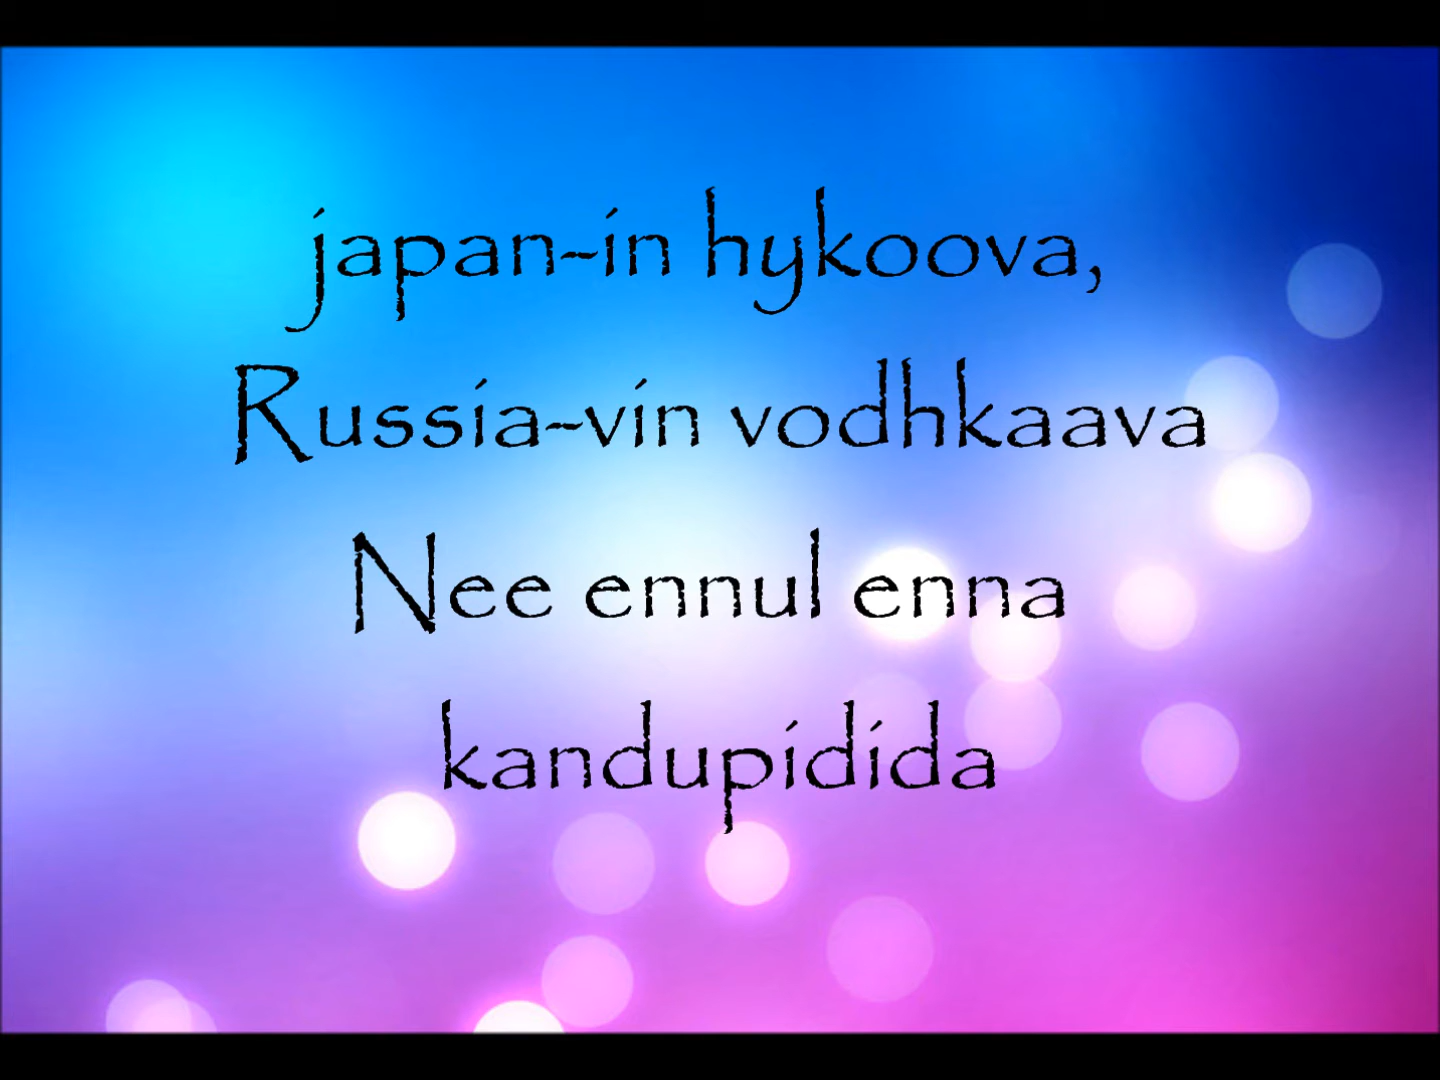 japan-in hykoova,
Russia-vin vodhkaava
Nee ennul enna
kandupidida